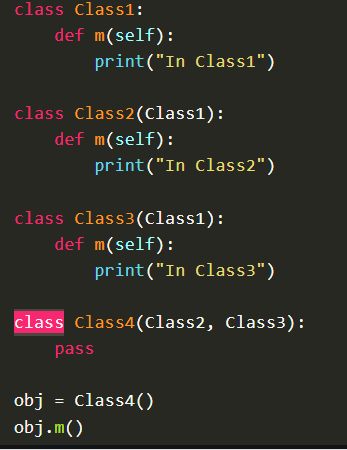 class Class1:
    def m(self):
        print("In Class1")

class Class2(Class1):
    def m(self):
        print("In Class2")

class Class3(Class1):
    def m(self):
        print("In Class3")

class Class4(Class2, Class3):
    pass

obj = Class4()
obj.m()